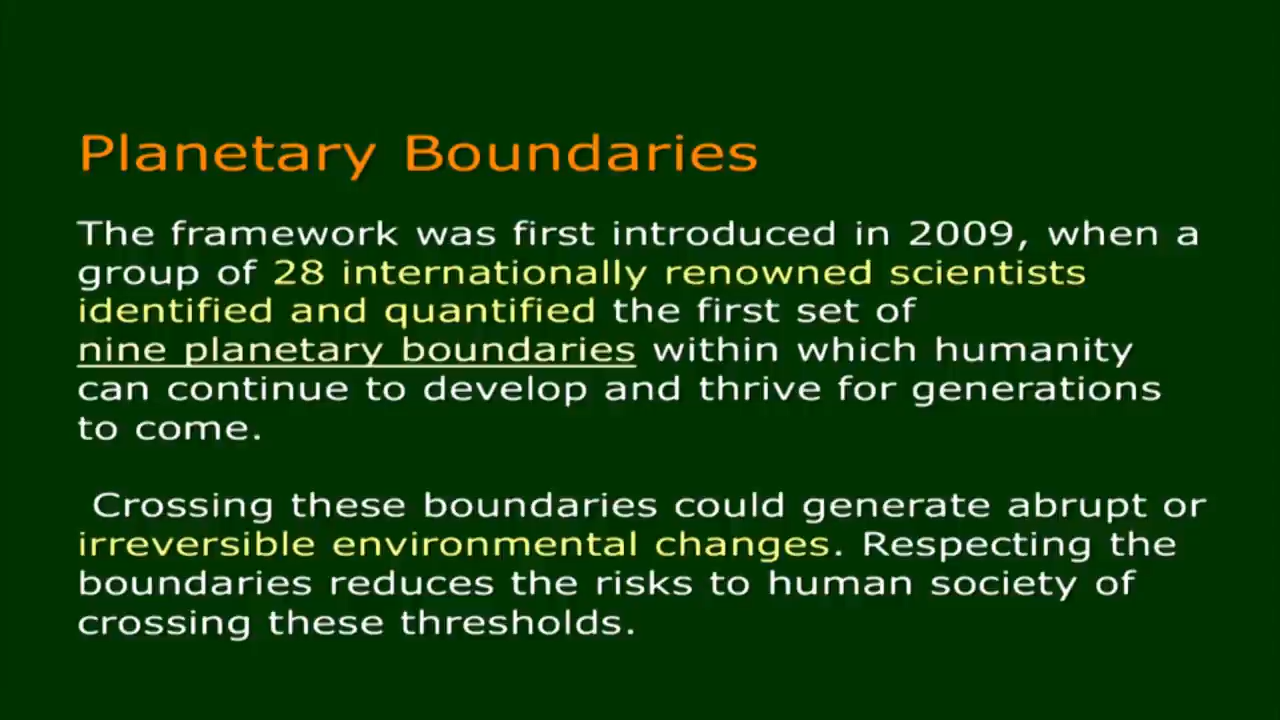 Planetary Boundaries
The framework was first introduced in 2009, when a
group of 28 internationally renowned scientists
identified and quantified the first set of
nine planetary boundaries within which humanity
can continue to develop and thrive for generations
to come.
Crossing these boundaries could generate abrupt or
irreversible environmental changes. Respecting the
boundaries reduces the risks to human society of
crossing these thresholds.